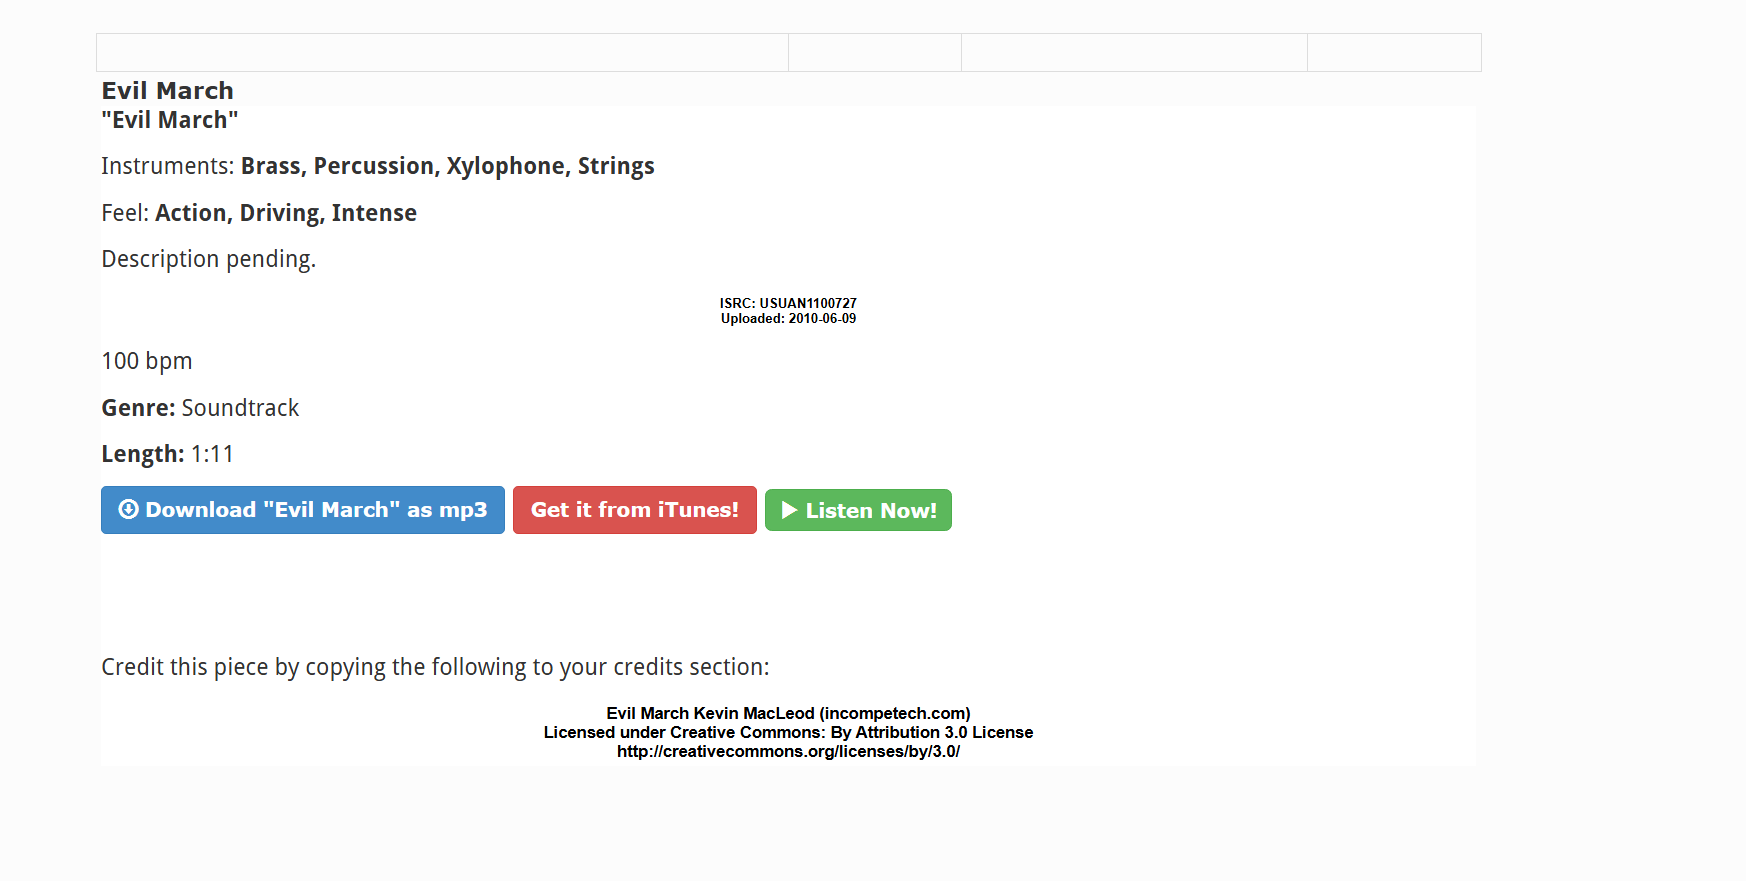 Evil March
"Evil March"
Instruments: Brass, Percussion, Xylophone, Strings
Feel: Action, Driving, Intense
Description pending.
ISRC: USUAN1100727
Uploaded: 2010-06-09
100 bpm
Genre: Soundtrack
Length: 1:11
Download "Evil March" as mp3 Get it from iTunes! Listen Now!
Credit this piece by copying the following to your credits section:
Evil March Kevin MacLeod (incompetech.com)
Licensed under Creative Commons: By Attribution 3.0 License
http://creativecommons.org/licenses/by/3.0/